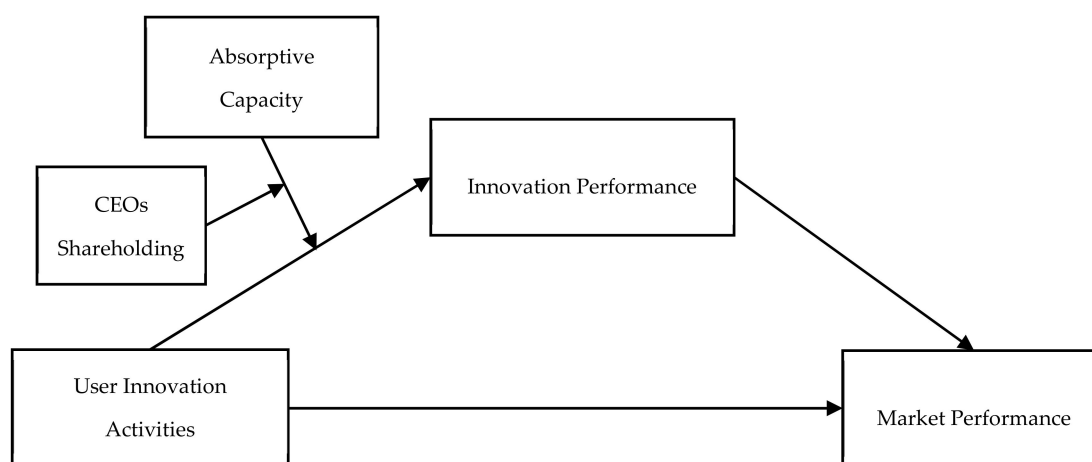 Absorptive
Capacity
CEOs
Shareholding
Innovation Performance
User Innovation
Activities
Market Performance